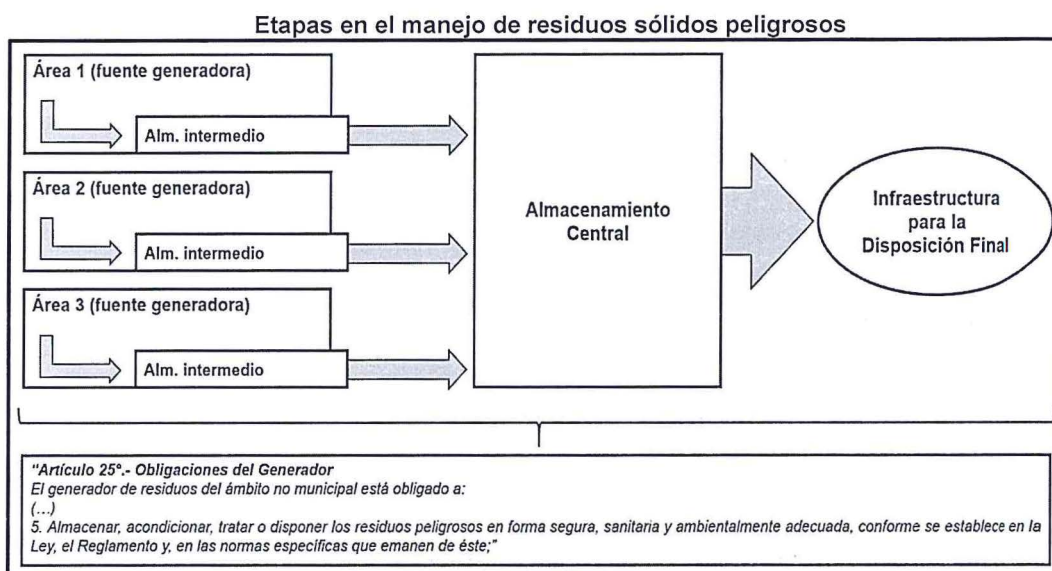 Etapas en el manejo de residuos sólidos peligrosos
Área 1 (fuente generadora)
Alm. intermedio
Área 2 (fuente generadora)
Alm. intermedio
Área 3 (fuente generadora)
Alm. intermedio
Almacenamiento
Central
Infraestructura
para la
Disposición Final
"Artículo 25°.- Obligaciones del Generador
El generador de residuos del ámbito no municipal está obligado a:
(...)
5. Almacenar, acondicionar, tratar o disponer los residuos peligrosos en forma segura, sanitaria y ambientalmente adecuada, conforme se establece en la
Ley, el Reglamento y, en las normas específicas que emanen de éste;"